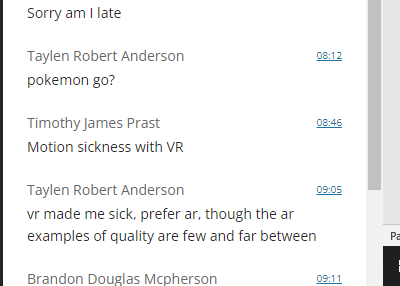 Sorry am I late
Taylen Robert Anderson 08:12
pokemon go?
Timothy James Prast 08:46
Motion sickness with VR
Taylen Robert Anderson 09:05
vr made me sick, prefer ar, though the ar
examples of quality are few and far between
Brandon Douglas Mcpherson 09:11
Pa